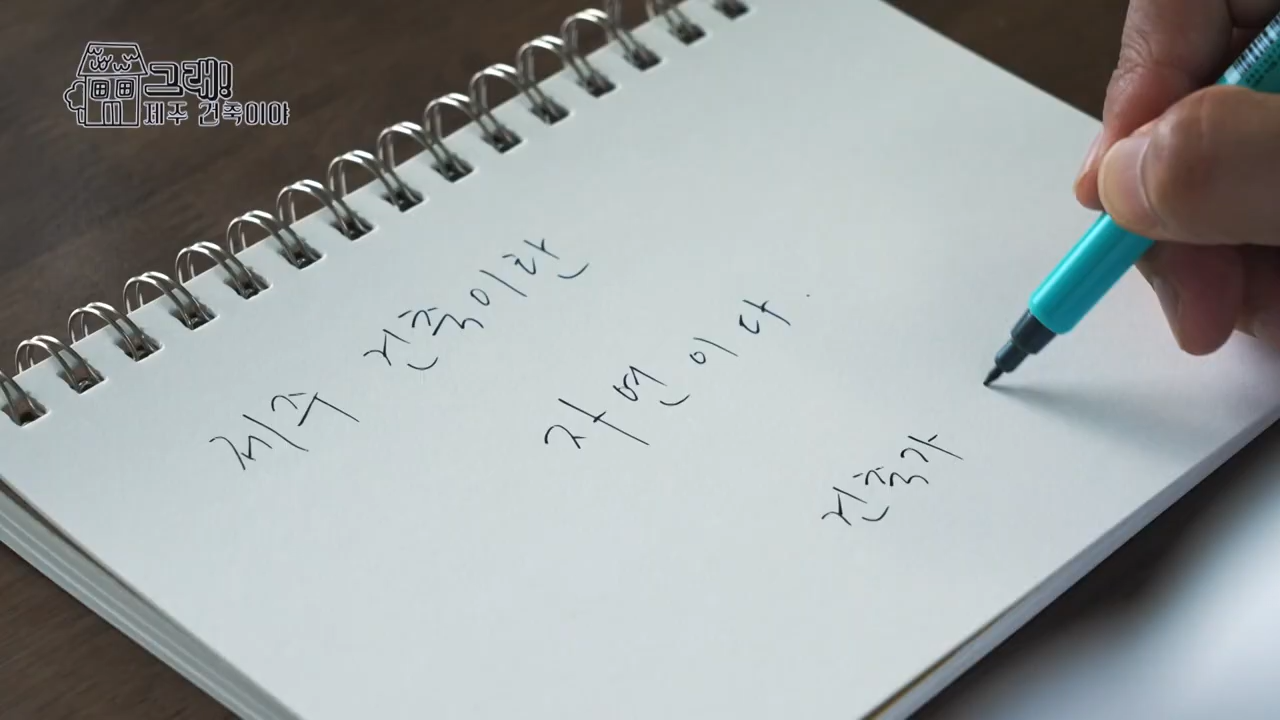 그래!
제주 건축이야
제주 건축이란
자연이다.
건축가